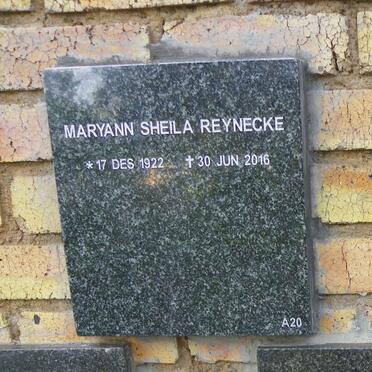 MARYANN SHEILA REYNECKE
* 17 DES 1922 ✝ 30 JUN 2016
A20